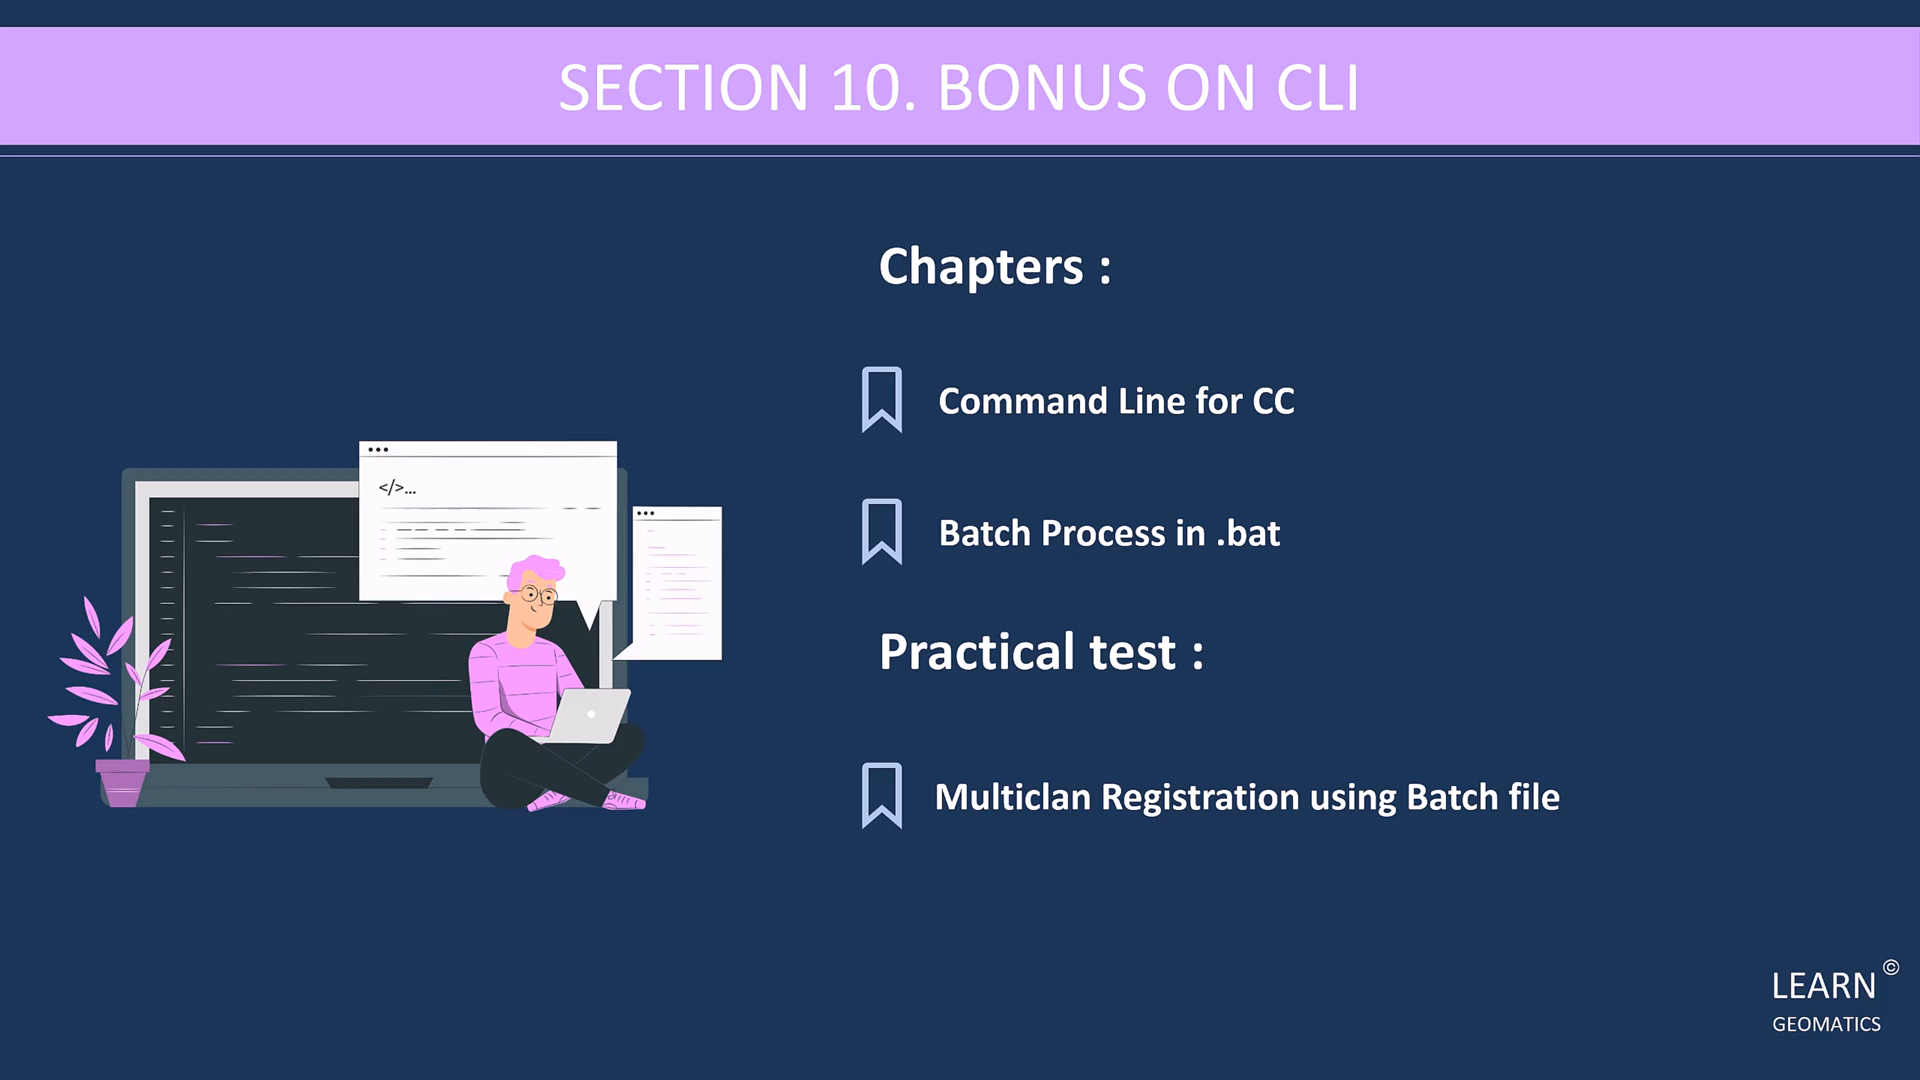 SECTION 10. BONUS ON CLI
Chapters :
Command Line for CC
Batch Process in .bat
</>...
Practical test :
Multiclan Registration using Batch file
LEARN ©
GEOMATICS